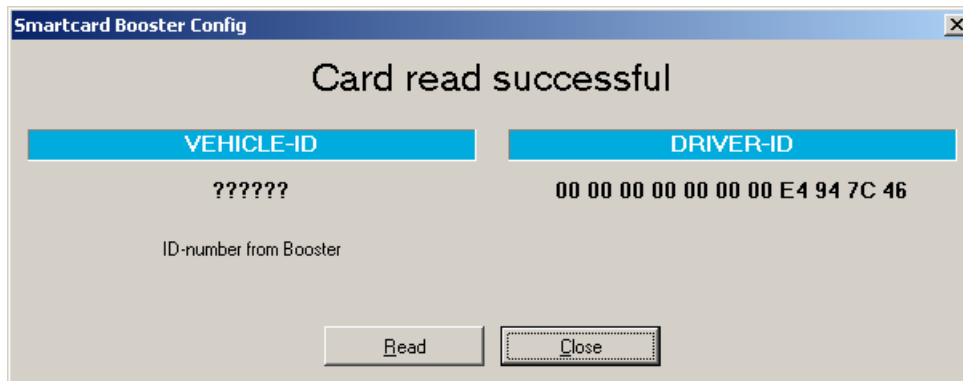 Smartcard Booster Config
Card read successful
VEHICLE-ID
DRIVER-ID
??????
00 00 00 00 00 00 00 E4 94 7C 46
ID-number from Booster
Read
Close